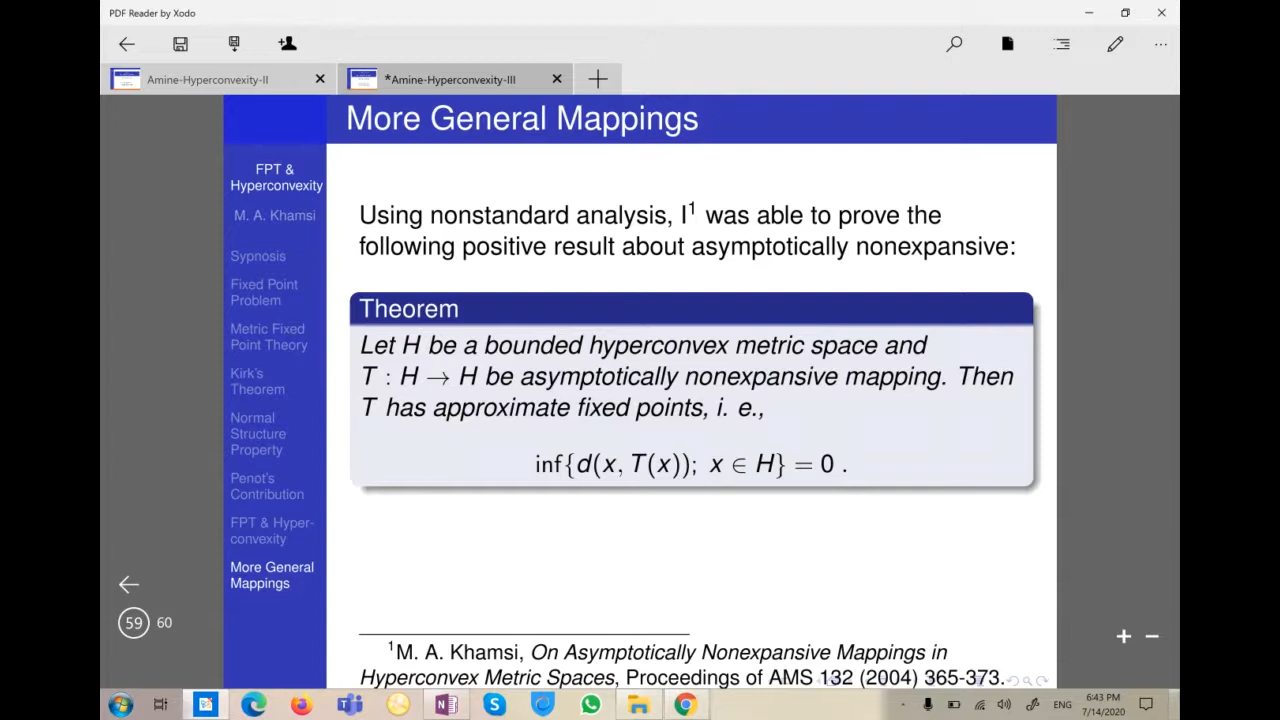 PDF Reader by Xodo
Amine-Hyperconvexity-II
*Amine-Hyperconvexity-III
More General Mappings
FPT &
Hyperconvexity
M. A. Khamsi
Sypnosis
Fixed Point
Problem
Metric Fixed
Point Theory
Kirk's
Theorem
Normal
Structure
Property
Penot's
Contribution
FPT & Hyper-
convexity
More General
Mappings
Using nonstandard analysis, I¹ was able to prove the
following positive result about asymptotically nonexpansive:
Theorem
Let H be a bounded hyperconvex metric space and
T : H → H be asymptotically nonexpansive mapping. Then
T has approximate fixed points, i. e.,
inf{d(x, T(x)); x ∈ H} = 0 .
¹M. A. Khamsi, On Asymptotically Nonexpansive Mappings in
Hyperconvex Metric Spaces, Proceedings of AMS 132 (2004) 365-373.
59 60
ENG
6:43 PM
7/14/2020